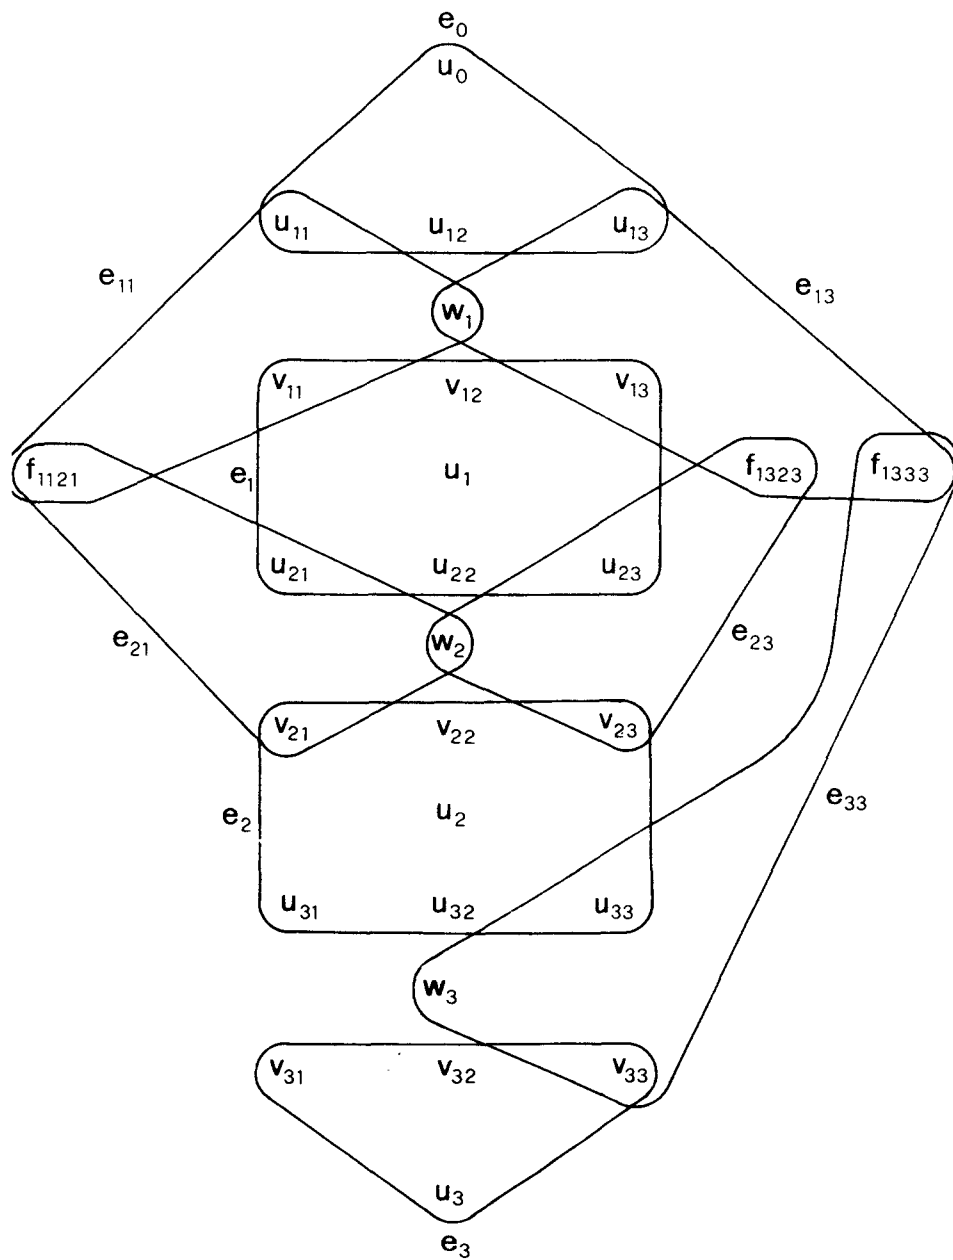 e₀
u₀
u₁₁ u₁₂ u₁₃
e₁₁ e₁₃
w₁
v₁₁ v₁₂ v₁₃
f₁₁₂₁ e₁ u₁ f₁₃₂₃ f₁₃₃₃
u₂₁ u₂₂ u₂₃
e₂₁ w₂ e₂₃
v₂₁ v₂₂ v₂₃
e₂ u₂ e₃₃
u₃₁ u₃₂ u₃₃
w₃
v₃₁ v₃₂ v₃₃
u₃
e₃